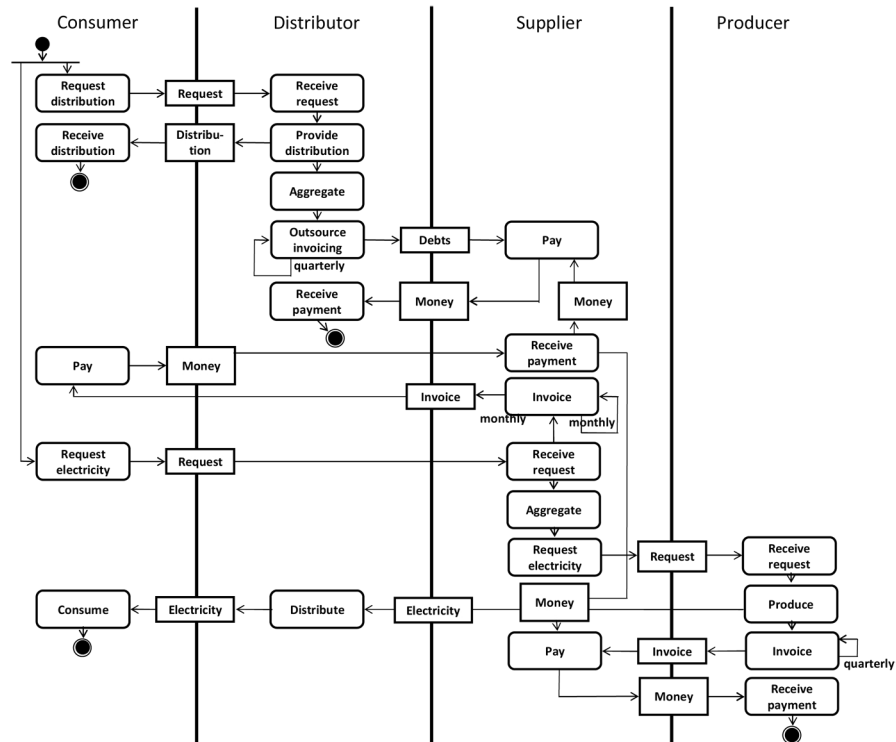 Consumer
Distributor
Supplier
Producer
Request
distribution
Request
Receive
request
Receive
distribution
Distribu-
tion
Provide
distribution
Aggregate
Outsource
invoicing
quarterly
Debts
Pay
Receive
payment
Money
Money
Pay
Money
Receive
payment
Invoice
monthly
Invoice
monthly
Request
electricity
Request
Receive
request
Aggregate
Request
electricity
Request
Receive
request
Consume
Electricity
Distribute
Electricity
Money
Produce
Pay
Invoice
Invoice
quarterly
Money
Receive
payment